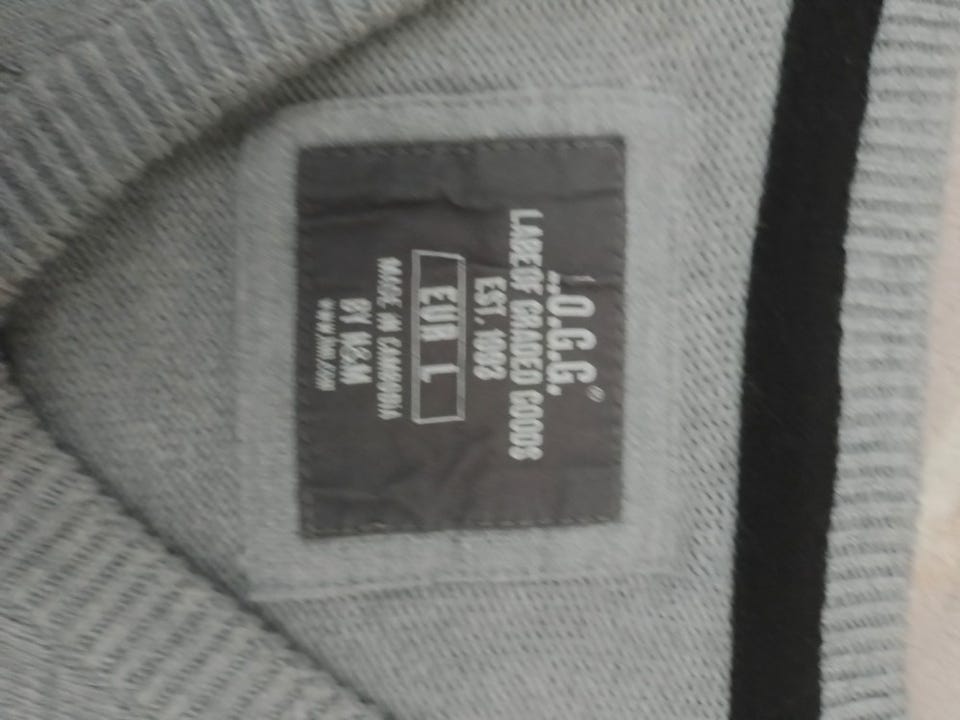 L.O.G.G.®
LABEL OF GRADED GOODS
EST. 1993
EUR L
MADE IN CAMBODIA
BY H&M
www.hm.com